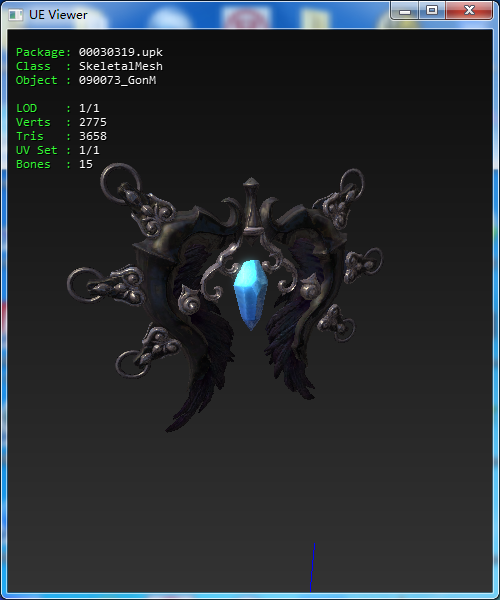 UE Viewer
Package: 00030319.upk
Class  : SkeletalMesh
Object : 090073_GonM
LOD    : 1/1
Verts  : 2775
Tris   : 3658
UV Set : 1/1
Bones  : 15